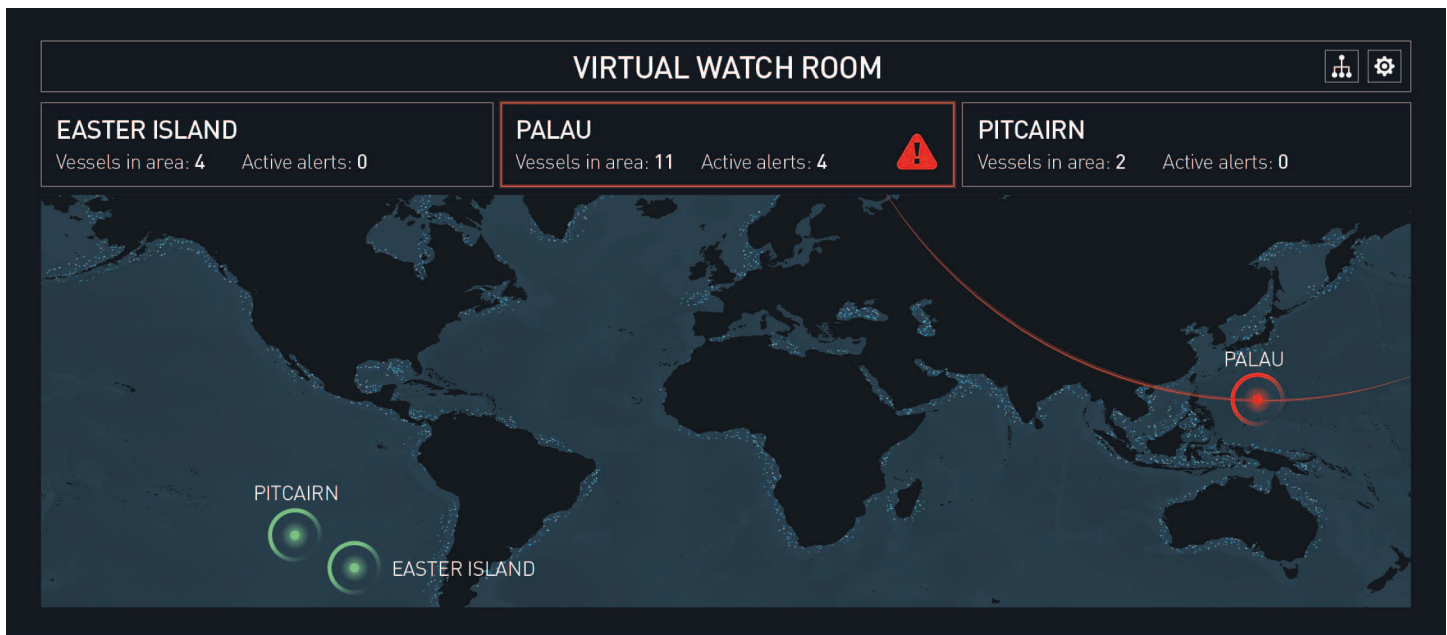 VIRTUAL WATCH ROOM
EASTER ISLAND
Vessels in area: 4 Active alerts: 0
PALAU
Vessels in area: 11 Active alerts: 4
PITCAIRN
Vessels in area: 2 Active alerts: 0
PALAU
PITCAIRN
EASTER ISLAND